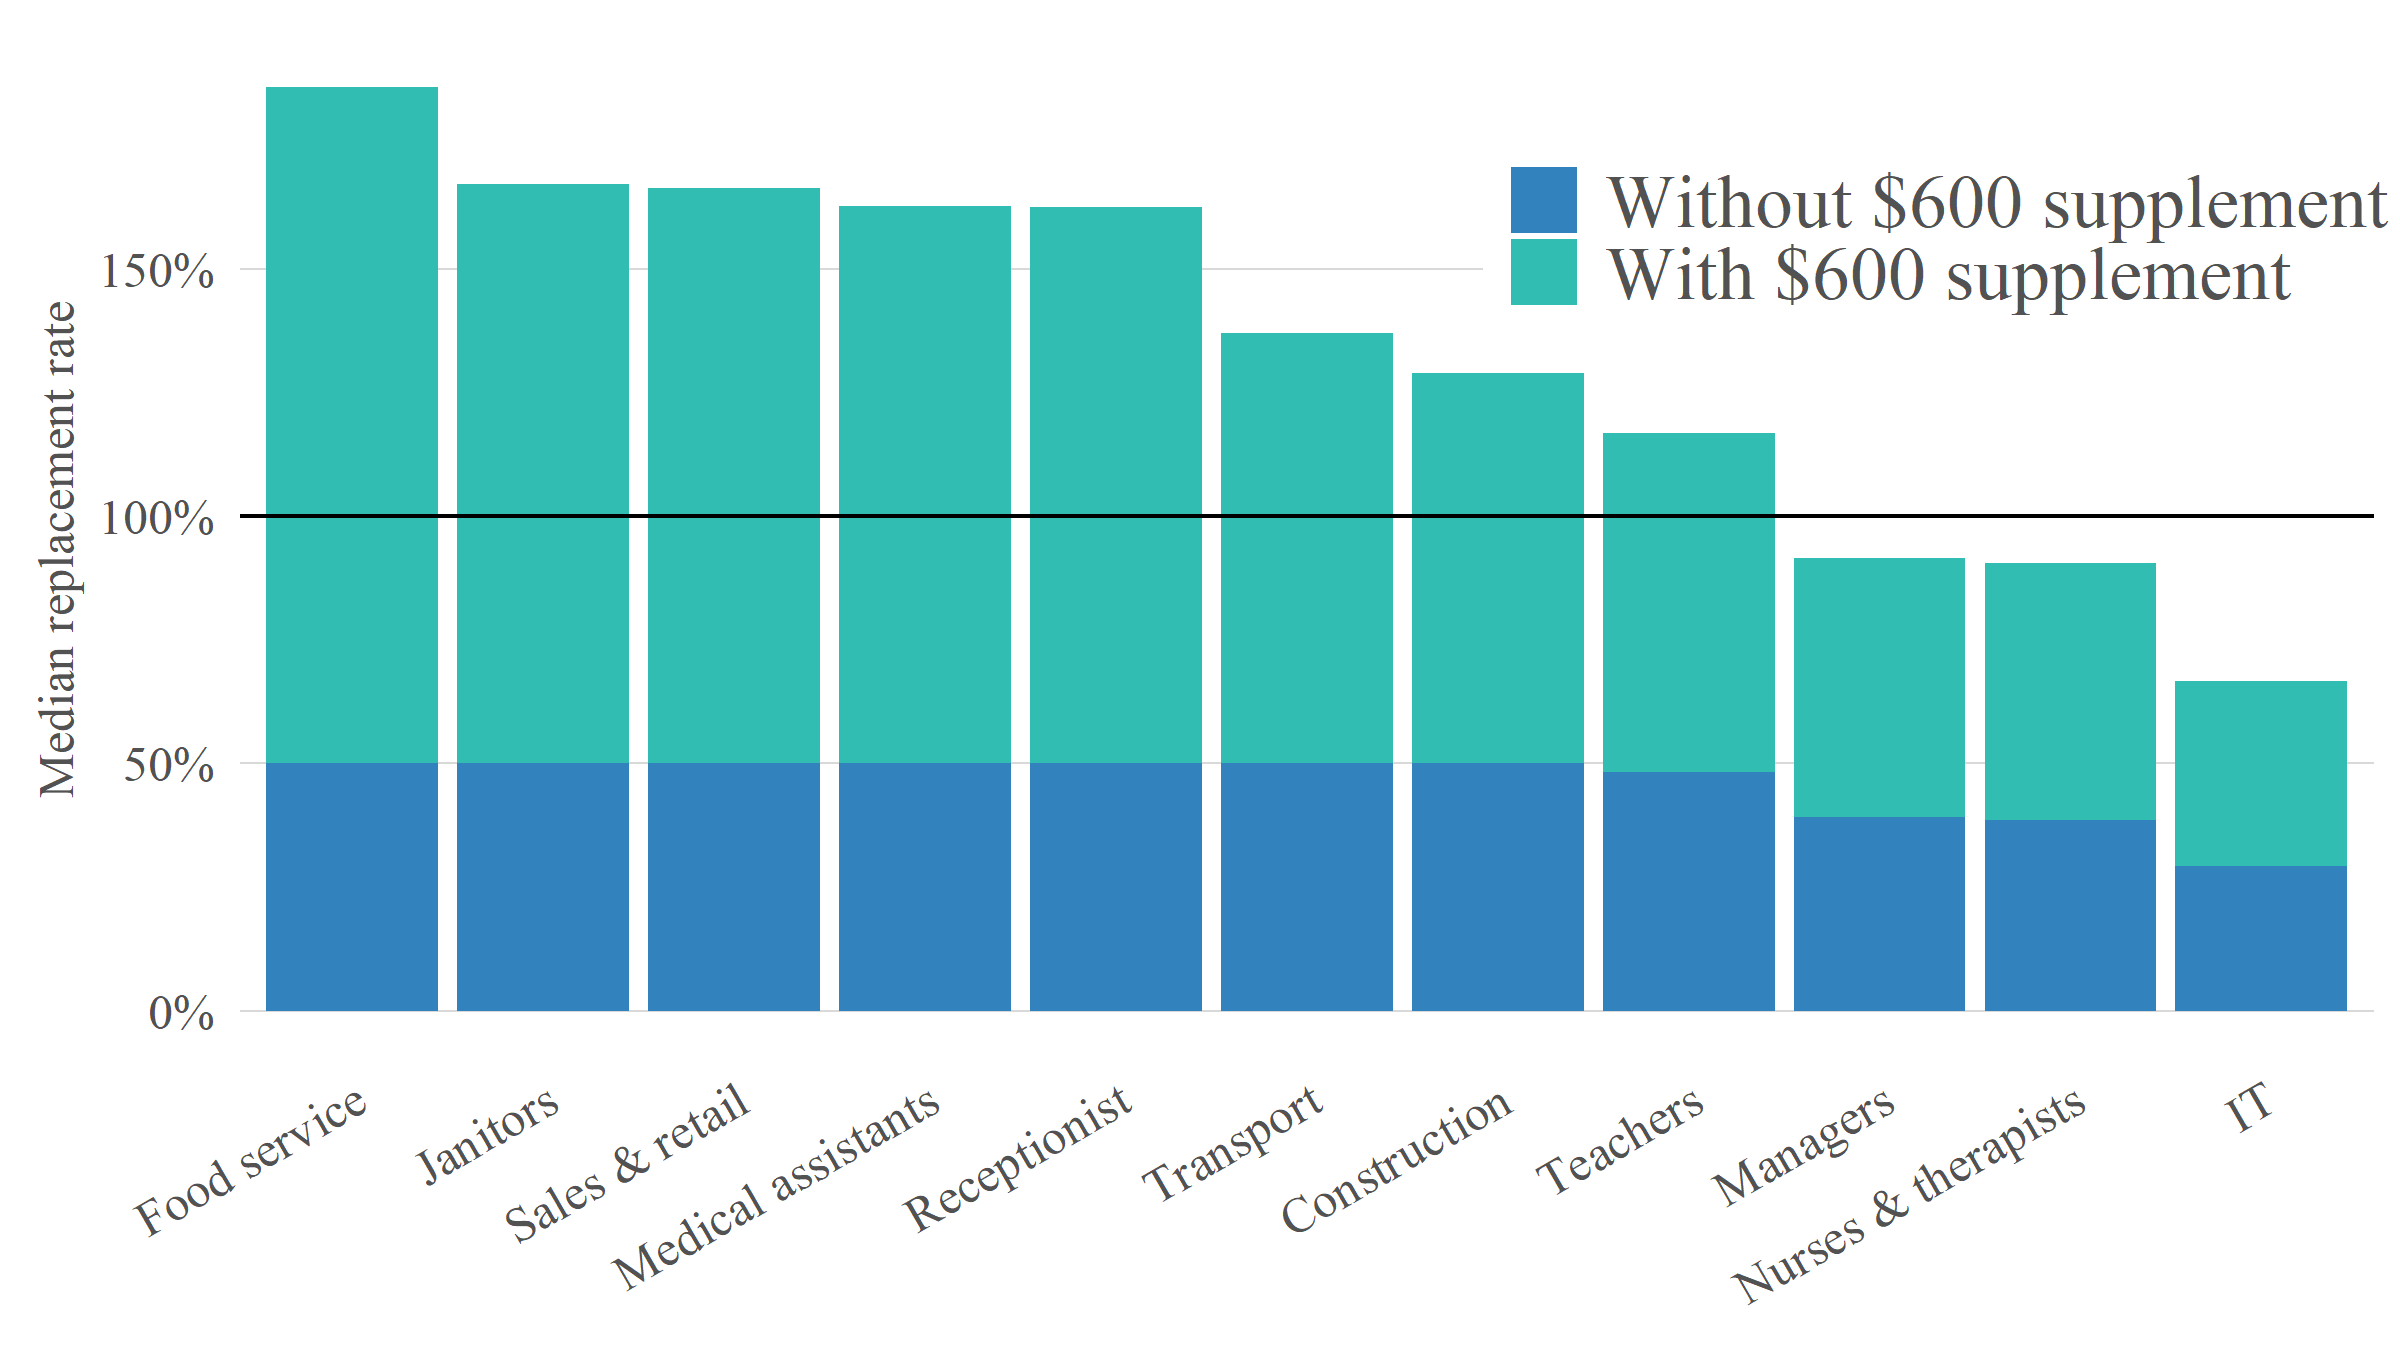 Without $600 supplement
With $600 supplement
Median replacement rate
150%
100%
50%
0%
Food service
Janitors
Sales & retail
Medical assistants
Receptionist
Transport
Construction
Teachers
Managers
Nurses & therapists
IT